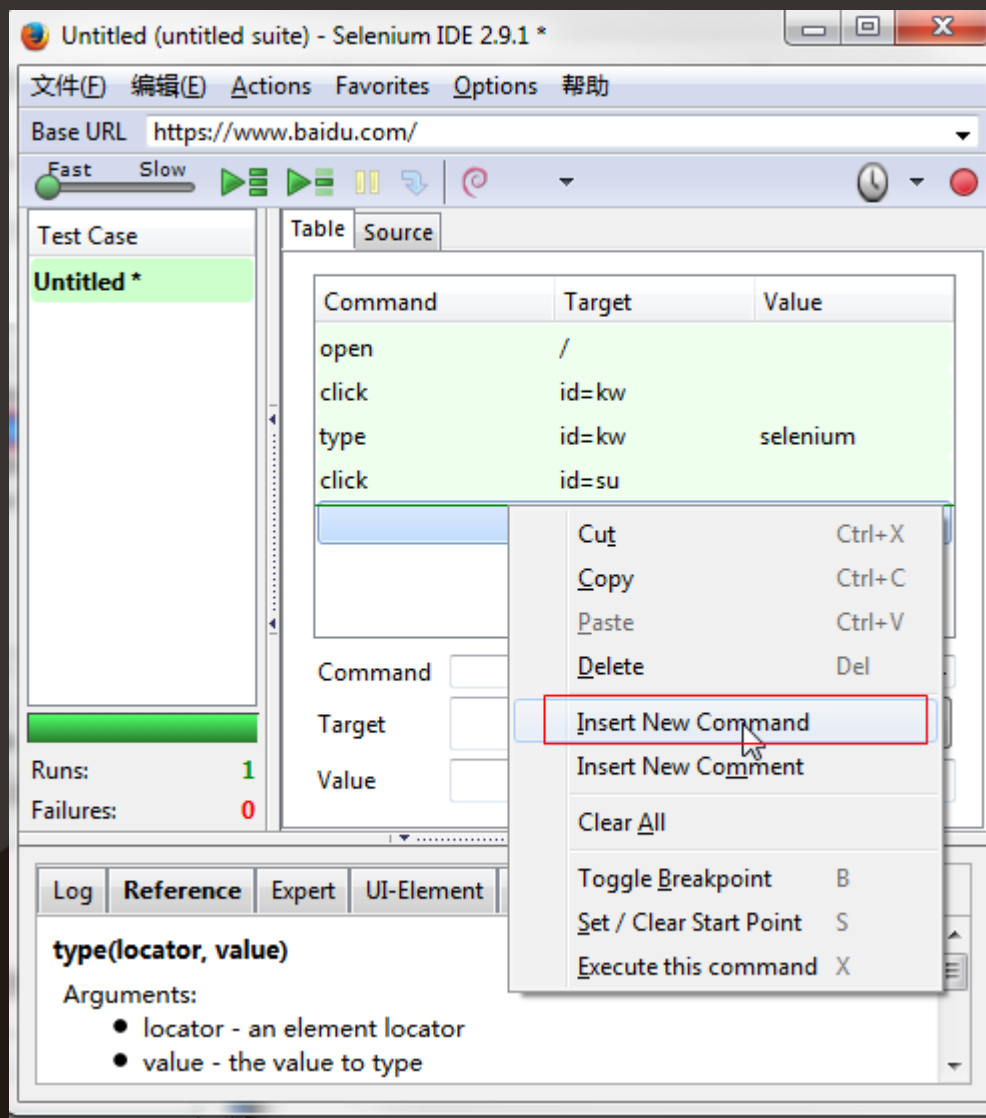 Untitled (untitled suite) - Selenium IDE 2.9.1 *
文件(F) 编辑(E) Actions Favorites Options 帮助
Base URL https://www.baidu.com/
Fast Slow
Test Case
Table Source
Untitled *
Command Target Value
open /
click id=kw
type id=kw selenium
click id=su
Cut Ctrl+X
Copy Ctrl+C
Paste Ctrl+V
Delete Del
Insert New Command
Insert New Comment
Clear All
Toggle Breakpoint B
Set / Clear Start Point S
Execute this command X
Command
Target
Value
Runs: 1
Failures: 0
Log Reference Expert UI-Element
type(locator, value)
Arguments:
● locator - an element locator
● value - the value to type